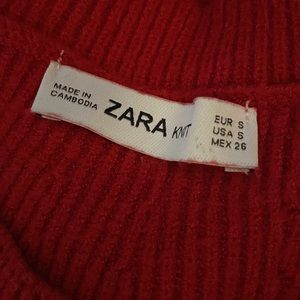 MADE IN
CAMBODIA
ZARA KNIT
EUR S
USA S
MEX 26